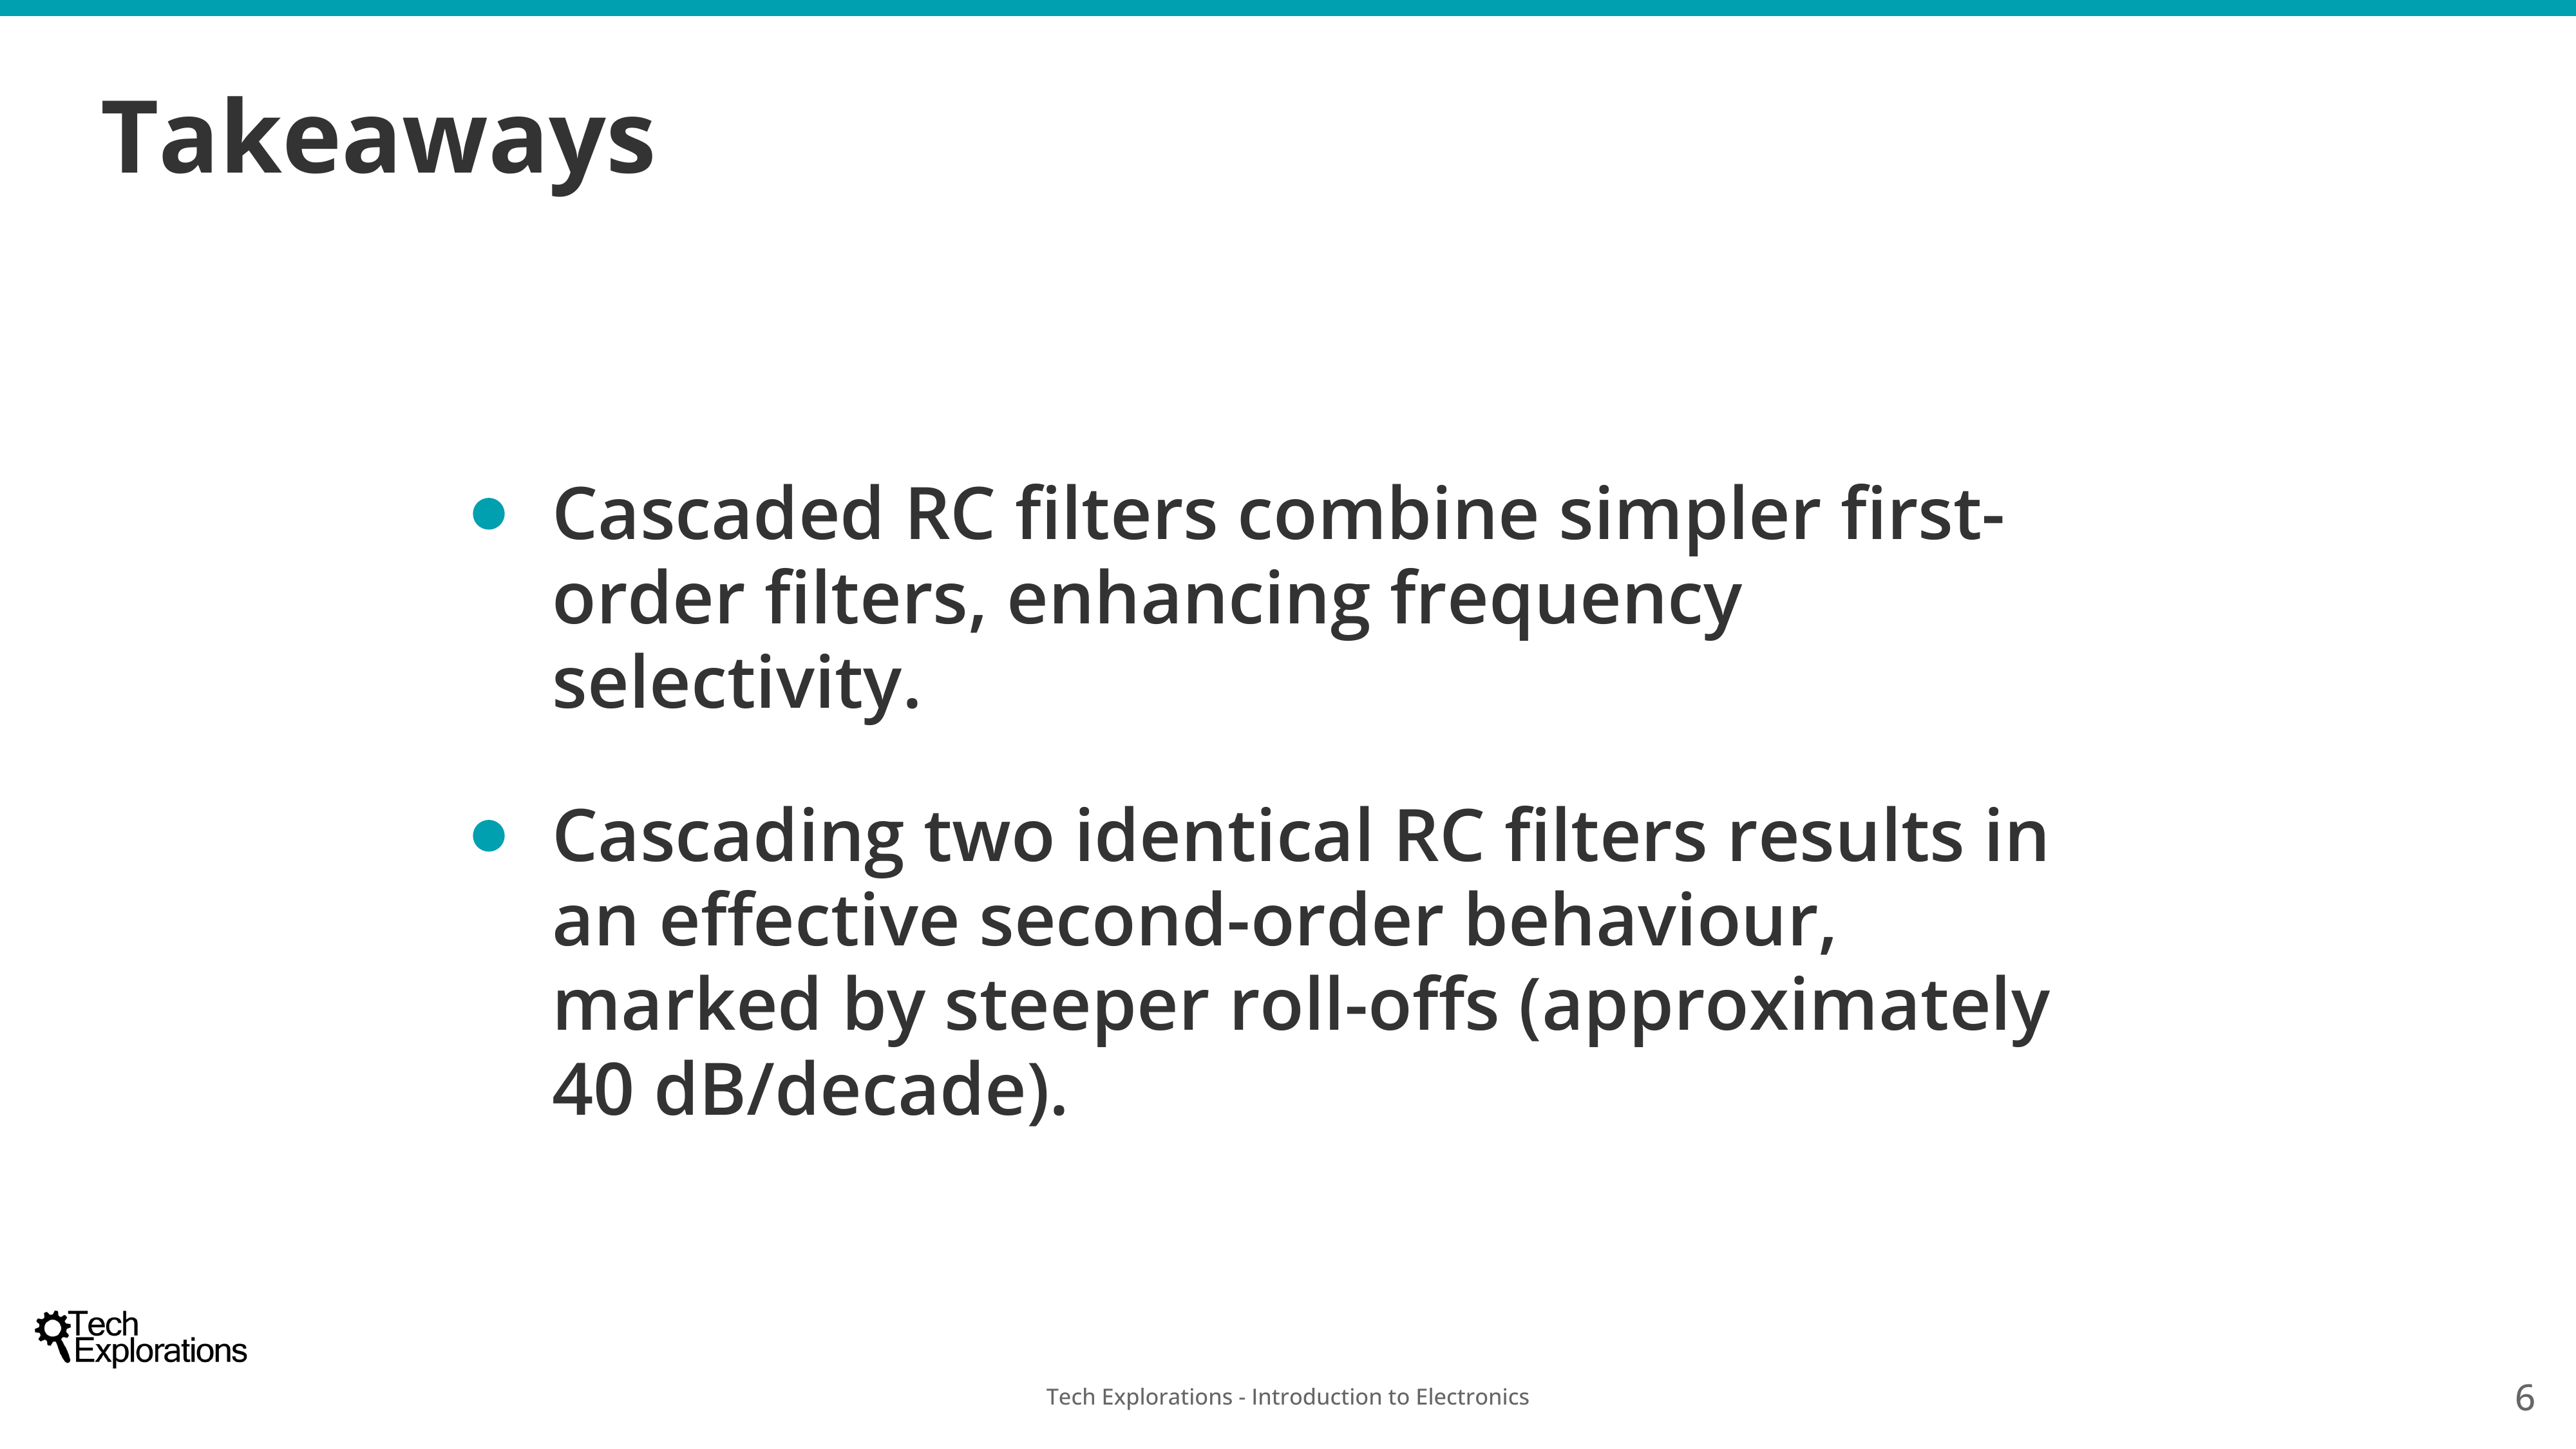 Takeaways
● Cascaded RC filters combine simpler first-
order filters, enhancing frequency
selectivity.
● Cascading two identical RC filters results in
an effective second-order behaviour,
marked by steeper roll-offs (approximately
40 dB/decade).
Tech
Explorations
Tech Explorations - Introduction to Electronics
6